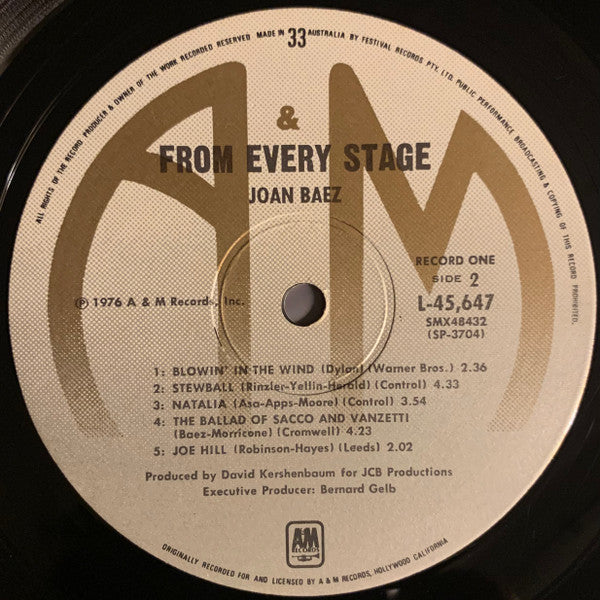 ALL RIGHTS OF THE RECORD PRODUCER & OWNER OF THE WORK RECORDED RESERVED. MADE IN 33 AUSTRALIA BY FESTIVAL RECORDS PTY. LTD. PUBLIC PERFORMANCE BROADCASTING & COPYING OF THIS RECORD PROHIBITED.
A & M
FROM EVERY STAGE
JOAN BAEZ
RECORD ONE
SIDE 2
℗ 1976 A & M Records, Inc.
L-45,647
SMX48432
(SP-3704)
1: BLOWIN' IN THE WIND (Dylan) (Warner Bros.) 2.36
2: STEWBALL (Rinzler-Yellin-Herald) (Control) 4.33
3: NATALIA (Asa-Apps-Moore) (Control) 3.54
4: THE BALLAD OF SACCO AND VANZETTI
(Baez-Morricone) (Cromwell) 4.23
5: JOE HILL (Robinson-Hayes) (Leeds) 2.02
Produced by David Kershenbaum for JCB Productions
Executive Producer: Bernard Gelb
A&M
RECORDS
ORIGINALLY RECORDED FOR AND LICENSED BY A & M RECORDS, HOLLYWOOD CALIFORNIA